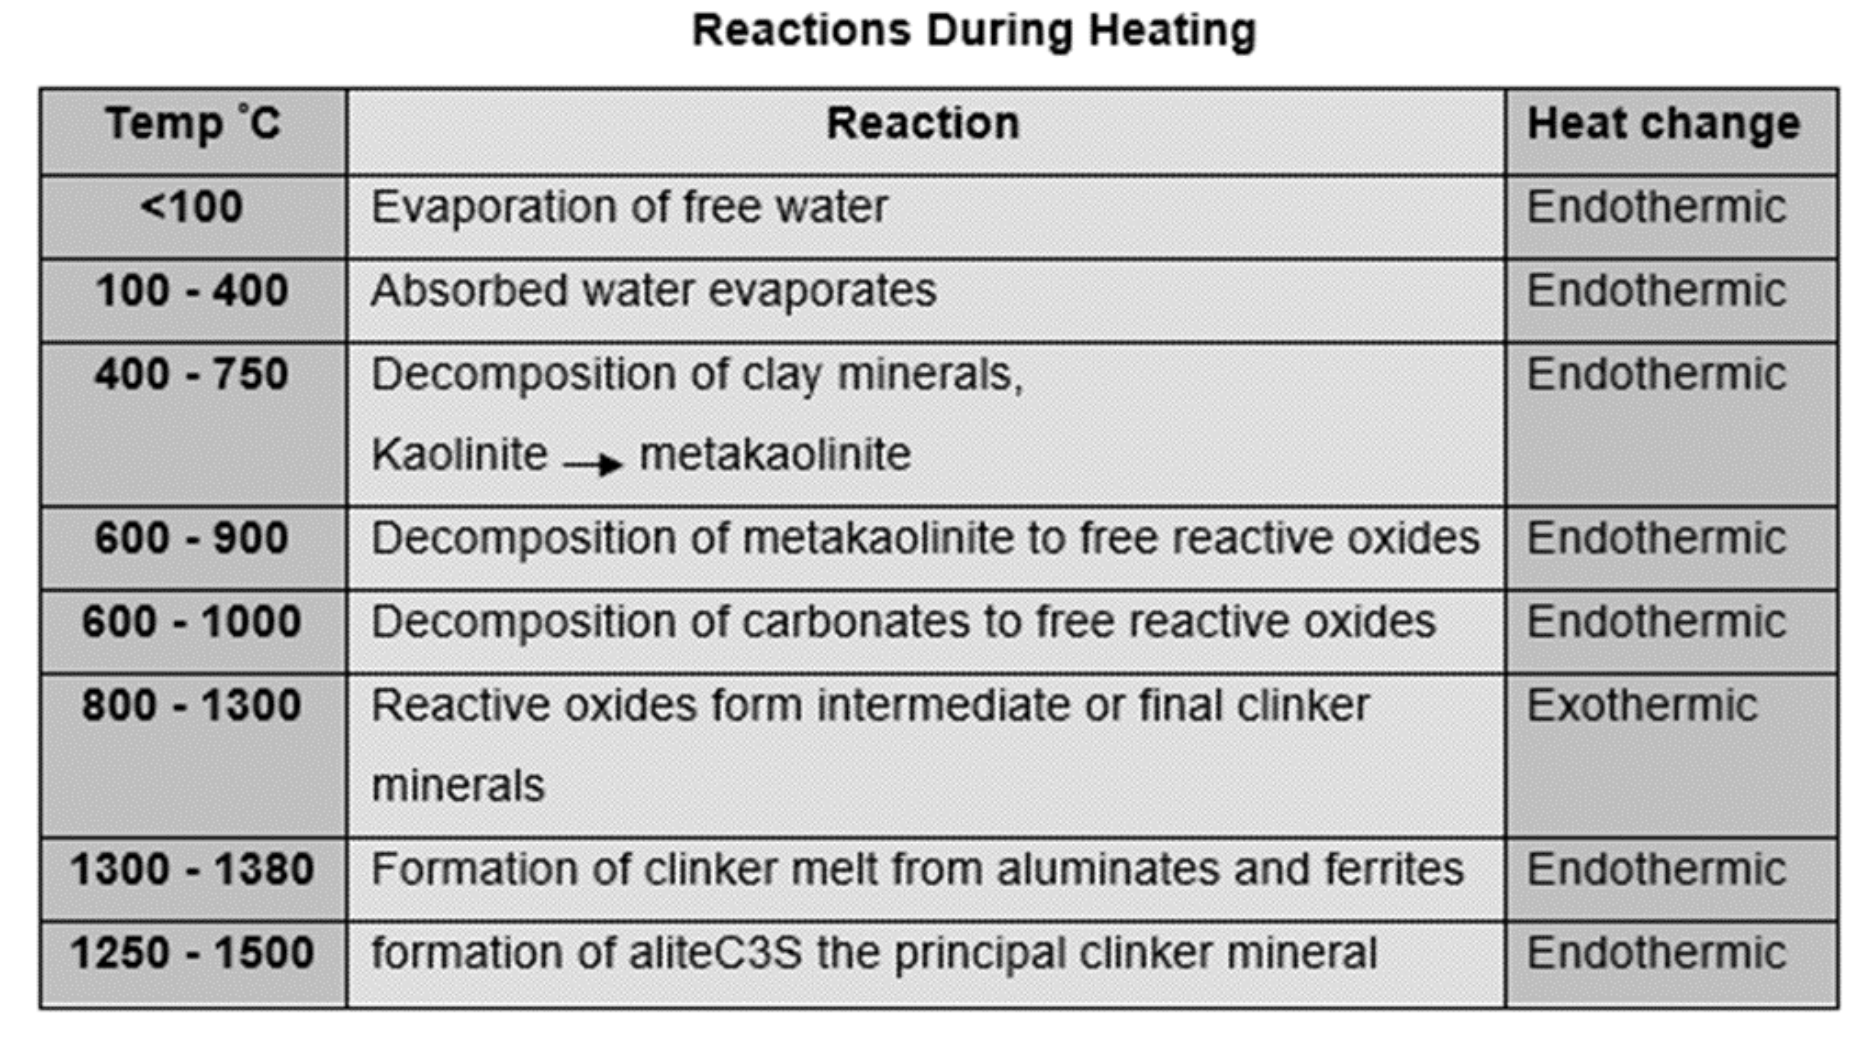 Reactions During Heating
Temp ˚C Reaction Heat change
<100 Evaporation of free water Endothermic
100 - 400 Absorbed water evaporates Endothermic
400 - 750 Decomposition of clay minerals, Endothermic
Kaolinite → metakaolinite
600 - 900 Decomposition of metakaolinite to free reactive oxides Endothermic
600 - 1000 Decomposition of carbonates to free reactive oxides Endothermic
800 - 1300 Reactive oxides form intermediate or final clinker Exothermic
minerals
1300 - 1380 Formation of clinker melt from aluminates and ferrites Endothermic
1250 - 1500 formation of aliteC3S the principal clinker mineral Endothermic